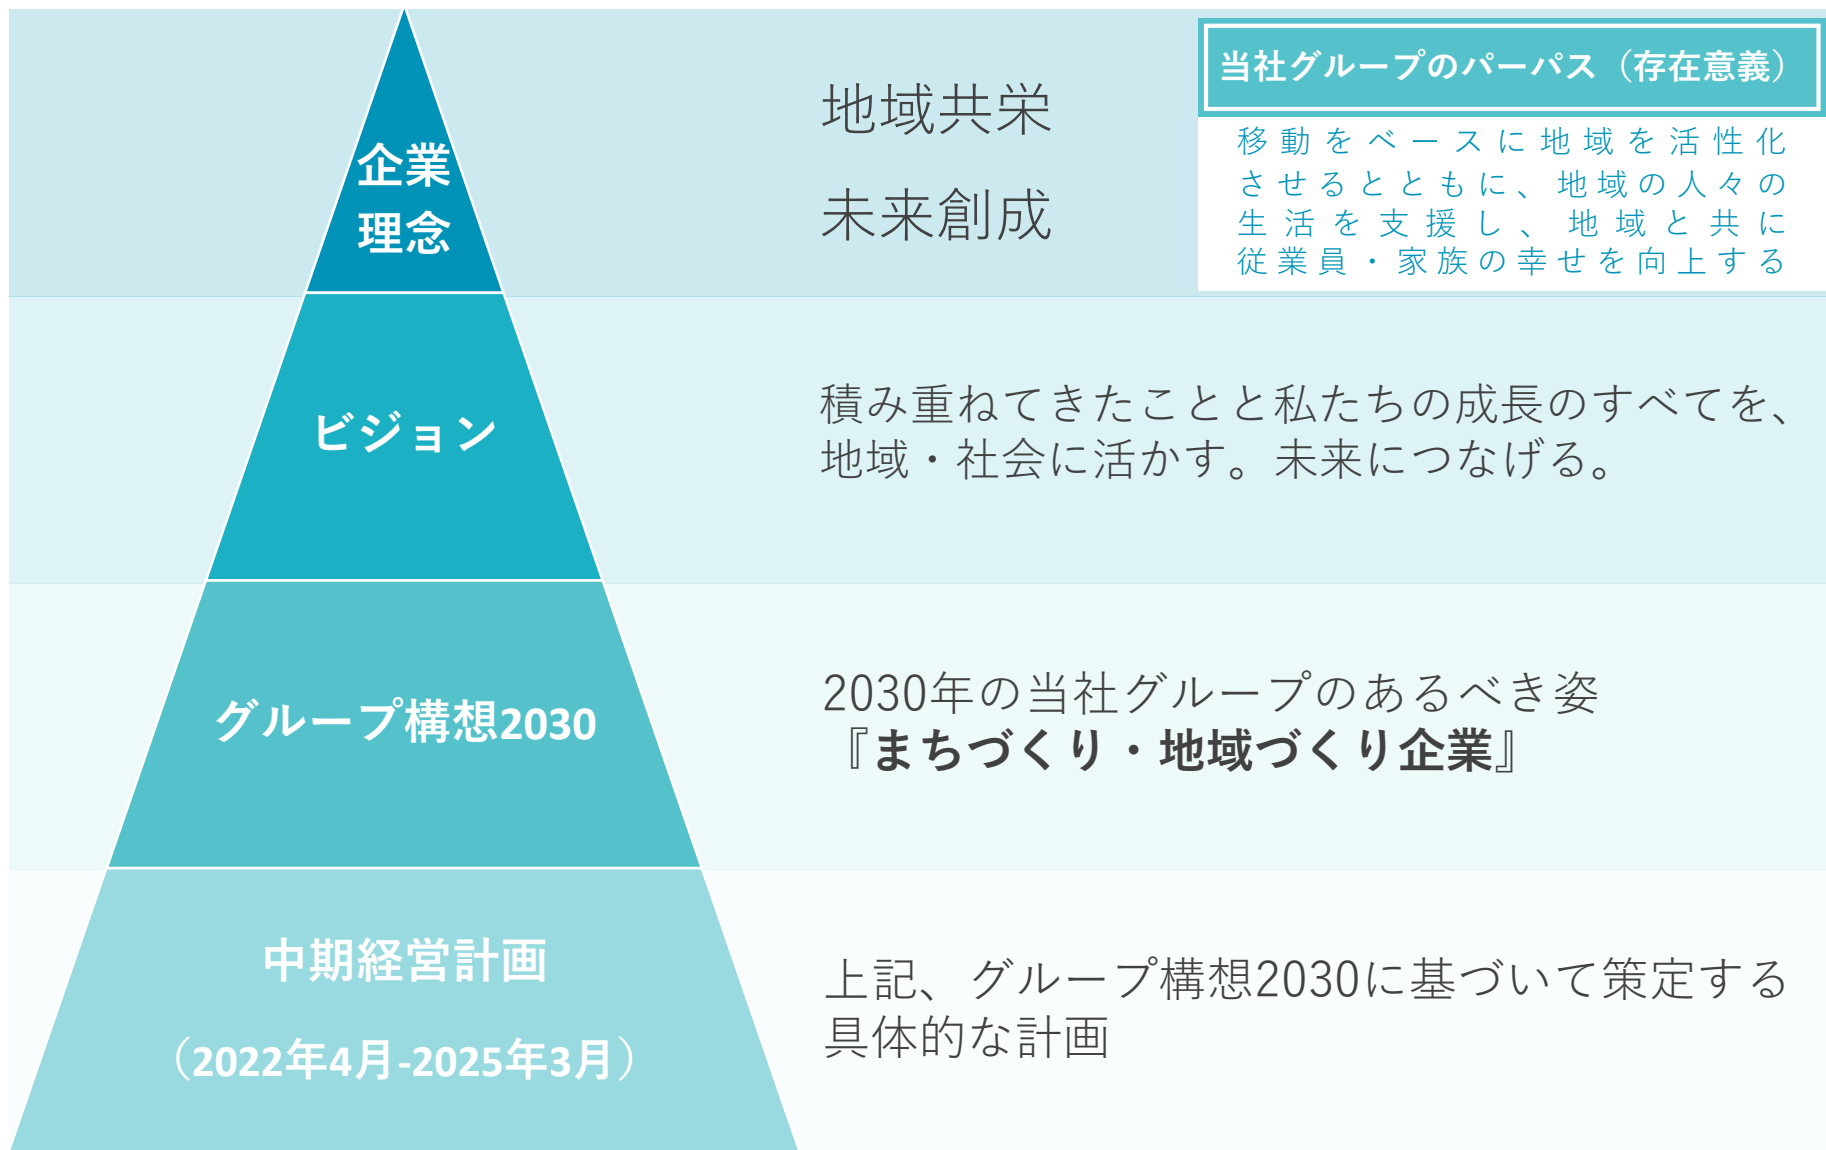 企業
理念
地域共栄
未来創成
当社グループのパーパス（存在意義）
移動をベースに地域を活性化
させるとともに、地域の人々の
生活を支援し、地域と共に
従業員・家族の幸せを向上する
ビジョン
積み重ねてきたことと私たちの成長のすべてを、
地域・社会に活かす。未来につなげる。
グループ構想2030
2030年の当社グループのあるべき姿
『まちづくり・地域づくり企業』
中期経営計画
（2022年4月-2025年3月）
上記、グループ構想2030に基づいて策定する
具体的な計画